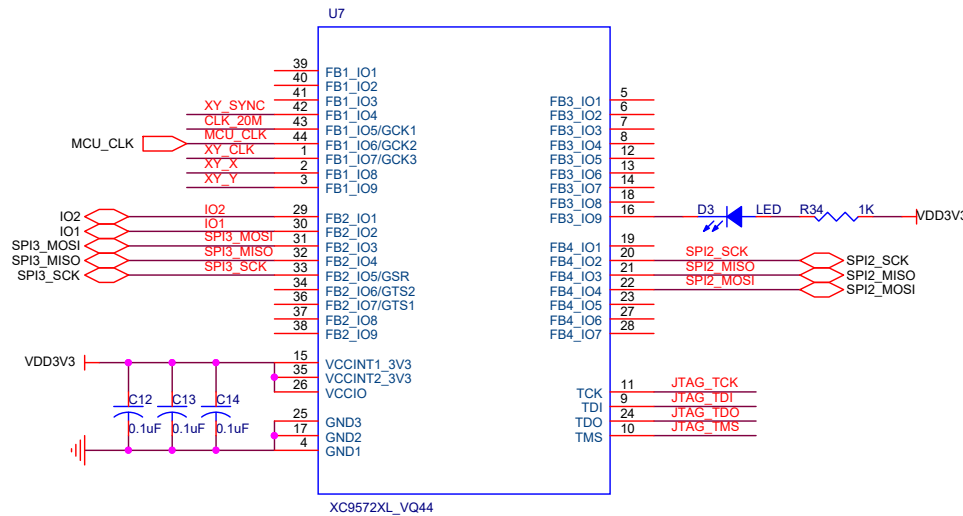 U7
39 FB1_IO1
40 FB1_IO2
41 FB1_IO3
XY_SYNC 42 FB1_IO4
CLK_20M 43 FB1_IO5/GCK1
MCU_CLK MCU_CLK 44 FB1_IO6/GCK2
XY_CLK 1 FB1_IO7/GCK3
XY_X 2 FB1_IO8
XY_Y 3 FB1_IO9
IO2 IO2 29 FB2_IO1
IO1 IO1 30 FB2_IO2
SPI3_MOSI SPI3_MOSI 31 FB2_IO3
SPI3_MISO SPI3_MISO 32 FB2_IO4
SPI3_SCK SPI3_SCK 33 FB2_IO5/GSR
34 FB2_IO6/GTS2
36 FB2_IO7/GTS1
37 FB2_IO8
38 FB2_IO9
VDD3V3 15 VCCINT1_3V3
35 VCCINT2_3V3
26 VCCIO
C12 C13 C14
0.1uF 0.1uF 0.1uF
25 GND3
17 GND2
4 GND1
FB3_IO1 5
FB3_IO2 6
FB3_IO3 7
FB3_IO4 8
FB3_IO5 12
FB3_IO6 13
FB3_IO7 14
FB3_IO8 18
FB3_IO9 16 D3 LED R34 1K VDD3V3
FB4_IO1 19
FB4_IO2 20 SPI2_SCK SPI2_SCK
FB4_IO3 21 SPI2_MISO SPI2_MISO
FB4_IO4 22 SPI2_MOSI SPI2_MOSI
FB4_IO5 23
FB4_IO6 27
FB4_IO7 28
TCK 11 JTAG_TCK
TDI 9 JTAG_TDI
TDO 24 JTAG_TDO
TMS 10 JTAG_TMS
XC9572XL_VQ44